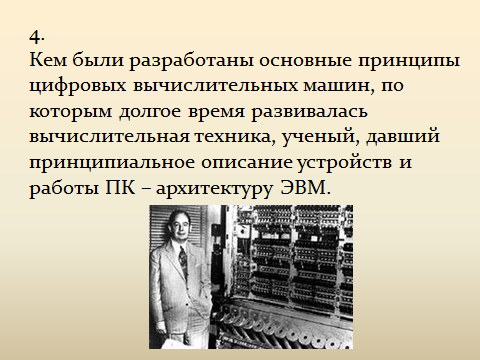 4.
Кем были разработаны основные принципы
цифровых вычислительных машин, по
которым долгое время развивалась
вычислительная техника, ученый, давший
принципиальное описание устройств и
работы ПК – архитектуру ЭВМ.